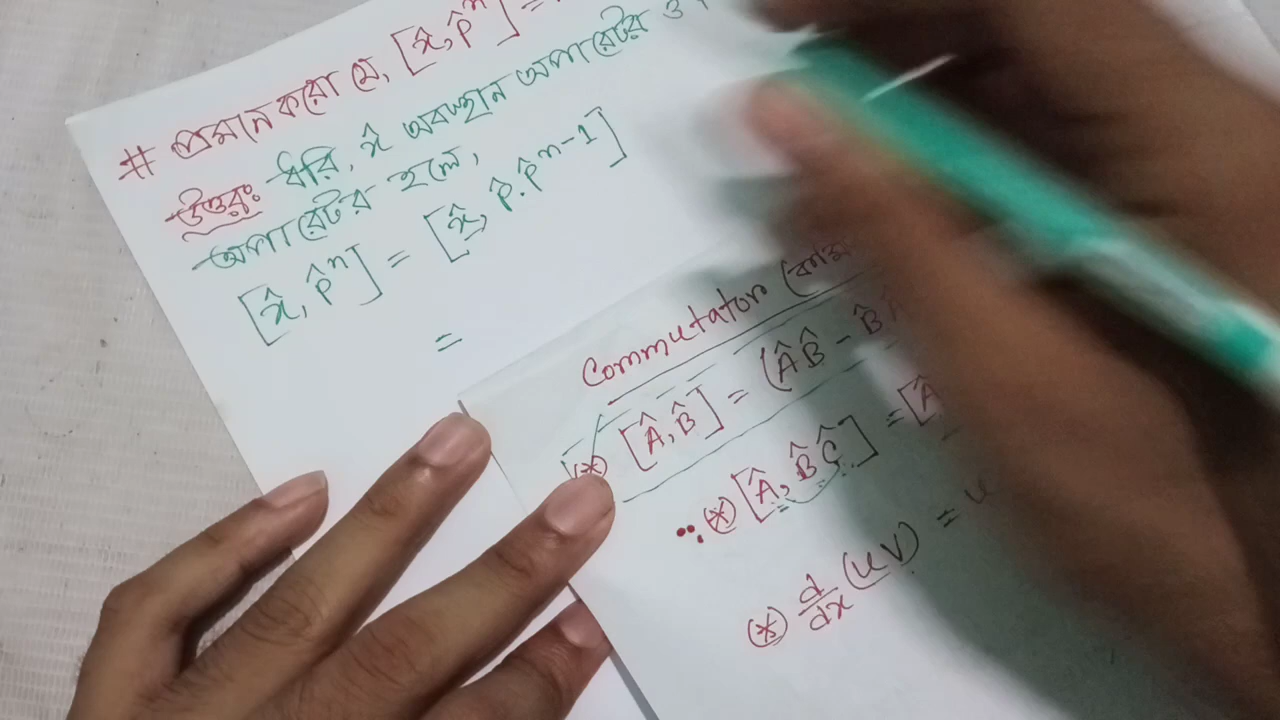 # প্রমান করো যে, [x̂, p̂ⁿ] =
উত্তরঃ ধরি, x̂ অবস্থান অপারেটর ও
অপারেটর হলে,
[x̂, p̂ⁿ] = [x̂, p̂.p̂ⁿ⁻¹]
=
Commutator
(*) [Â, B̂] = (ÂB̂ - B̂
(*) [Â, B̂Ĉ] = [Â
(*) d/dx (uv) = u